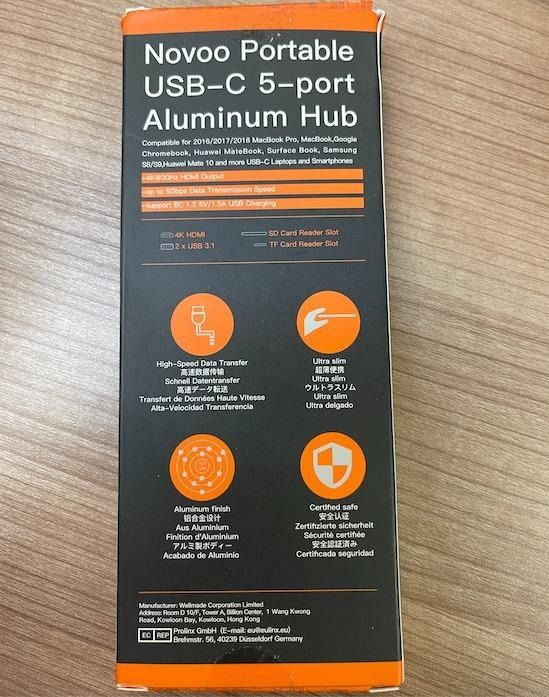 Novoo Portable
USB-C 5-port
Aluminum Hub
Compatible for 2016/2017/2018 MacBook Pro, MacBook,Google
Chromebook, Huawei MateBook, Surface Book, Samsung
S8/S9,Huawei Mate 10 and more USB-C Laptops and Smartphones
-4K@30Hz HDMI Output
-up to 5Gbps Data Transmission Speed
-support BC 1.2 5V/1.5A USB Charging
4K HDMI
SD Card Reader Slot
2 x USB 3.1
TF Card Reader Slot
High-Speed Data Transfer
高速数据传输
Schnell Datentransfer
高速データ転送
Transfert de Données Haute Vitesse
Alta-Velocidad Transferencia
Ultra slim
超薄便携
Ultra slim
ウルトラスリム
Ultra slim
Ultra delgado
Aluminum finish
铝合金设计
Aus Aluminium
Finition d'Aluminium
アルミ製ボディー
Acabado de Aluminio
Certified safe
安全认证
Zertifizierte sicherheit
Sécurité certifiée
安全認証済み
Certificada seguridad
Manufacturer: Wellmade Corporation Limited
Address: Room D 10/F, Tower A, Billion Center, 1 Wang Kwong
Road, Kowloon Bay, Kowloon, Hong Kong
EC REP
Prolinx GmbH (E-mail: eu@eulinx.eu)
Brehmstr. 56, 40239 Düsseldorf Germany